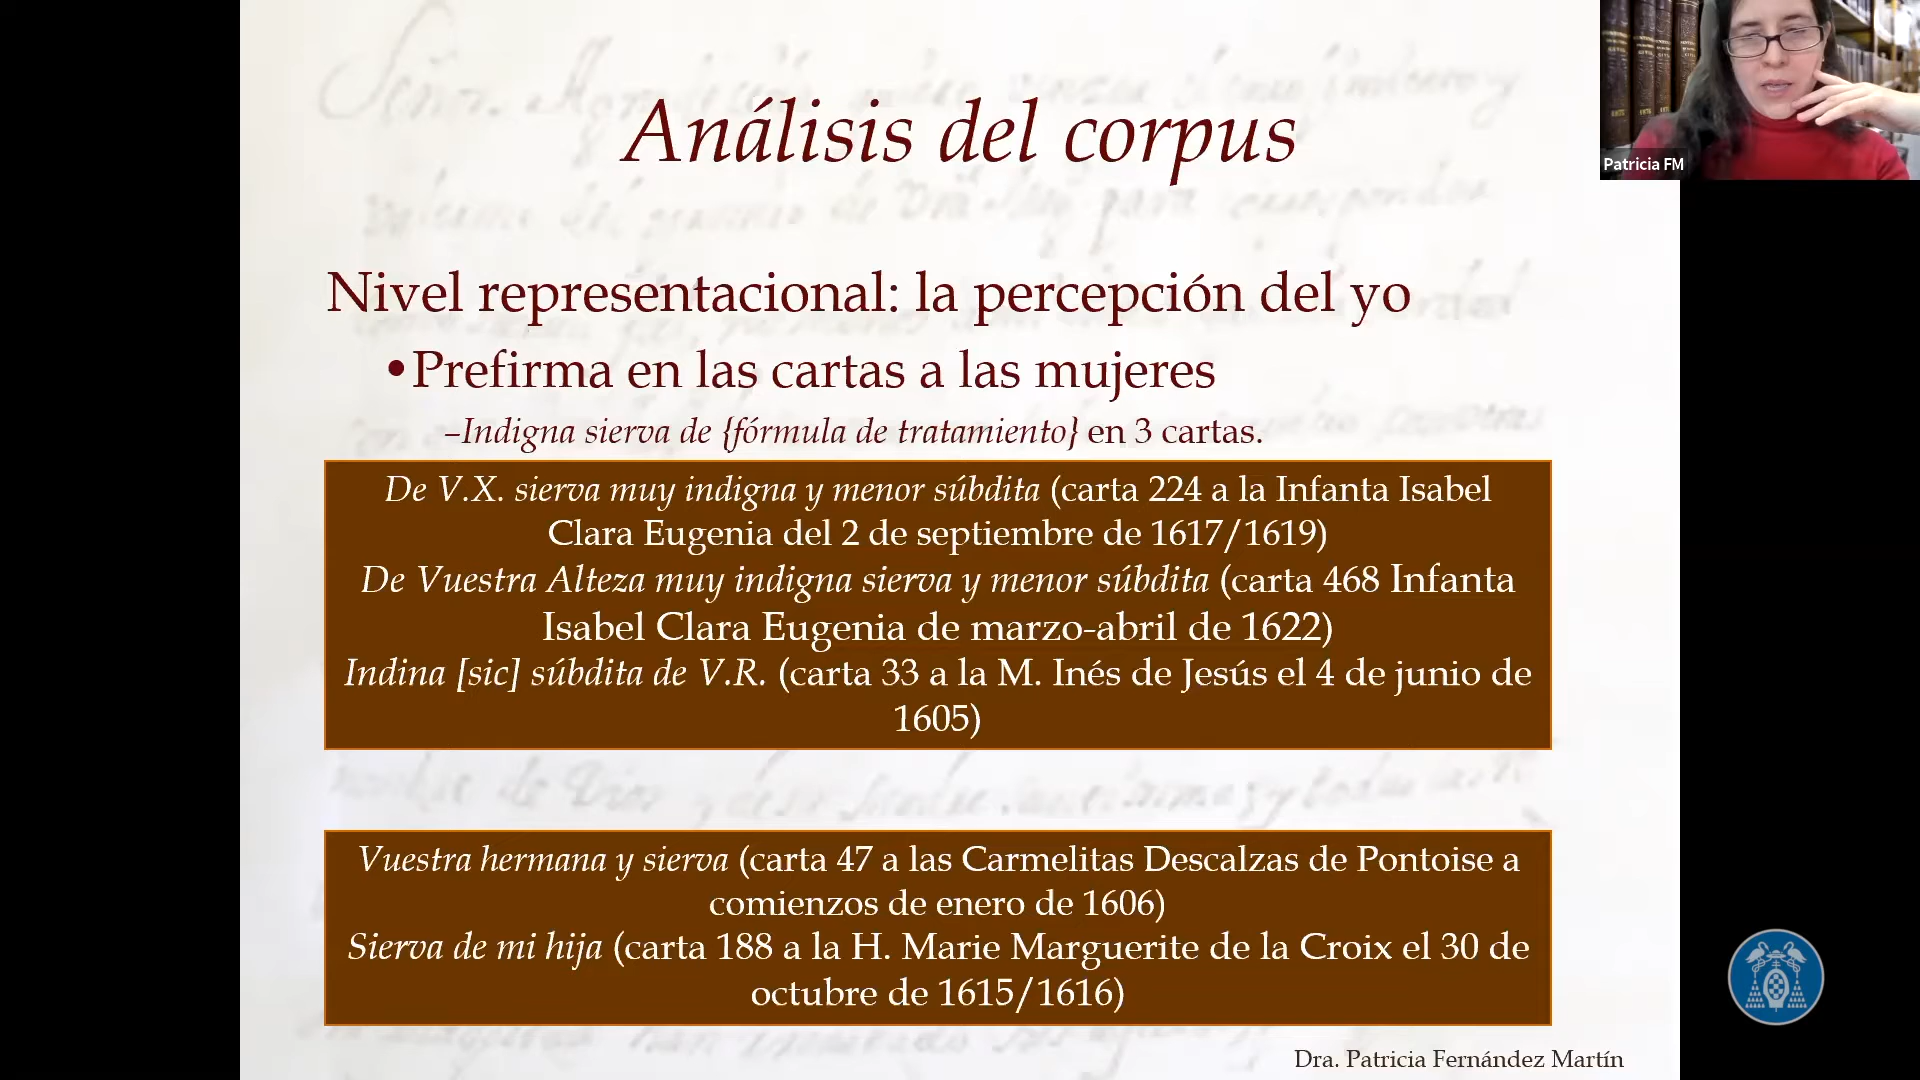 Análisis del corpus
Patricia FM
Nivel representacional: la percepción del yo
•Prefirma en las cartas a las mujeres
–Indigna sierva de {fórmula de tratamiento} en 3 cartas.
De V.X. sierva muy indigna y menor súbdita (carta 224 a la Infanta Isabel
Clara Eugenia del 2 de septiembre de 1617/1619)
De Vuestra Alteza muy indigna sierva y menor súbdita (carta 468 Infanta
Isabel Clara Eugenia de marzo-abril de 1622)
Indina [sic] súbdita de V.R. (carta 33 a la M. Inés de Jesús el 4 de junio de
1605)
Vuestra hermana y sierva (carta 47 a las Carmelitas Descalzas de Pontoise a
comienzos de enero de 1606)
Sierva de mi hija (carta 188 a la H. Marie Marguerite de la Croix el 30 de
octubre de 1615/1616)
Dra. Patricia Fernández Martín